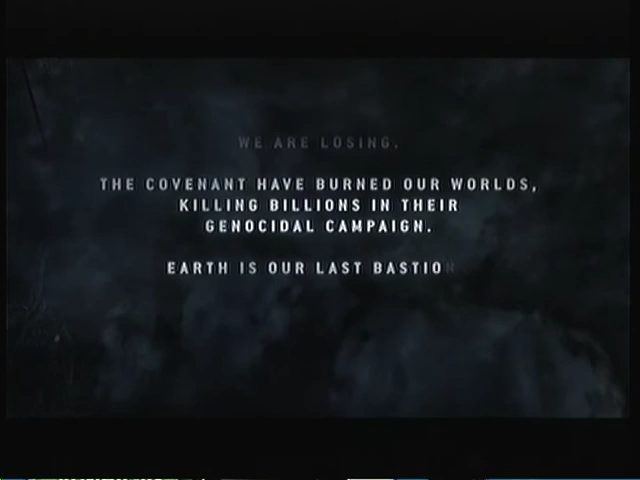 WE ARE LOSING.
THE COVENANT HAVE BURNED OUR WORLDS,
KILLING BILLIONS IN THEIR
GENOCIDAL CAMPAIGN.
EARTH IS OUR LAST BASTION